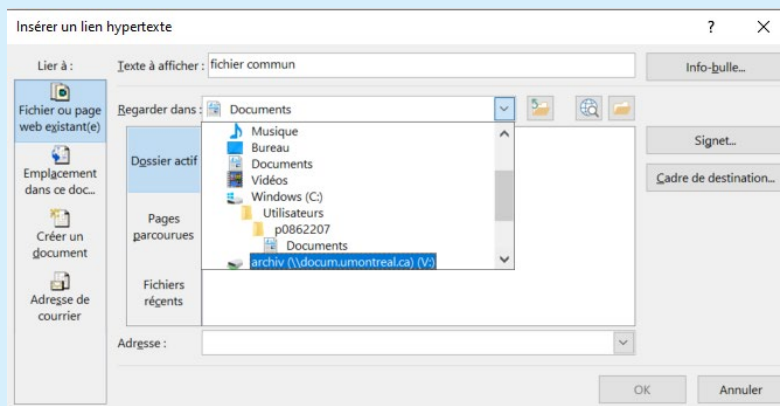 Insérer un lien hypertexte
? X
Lier à :
Texte à afficher : fichier commun
Info-bulle...
Fichier ou page
web existant(e)
Regarder dans : Documents
Dossier actif
Musique
Bureau
Documents
Vidéos
Windows (C:)
Utilisateurs
p0862207
Documents
archiv (\\docum.umontreal.ca) (V:)
Signet...
Cadre de destination...
Emplacement
dans ce doc...
Pages
parcourues
Créer un
document
Fichiers
récents
Adresse de
courrier
Adresse :
OK
Annuler